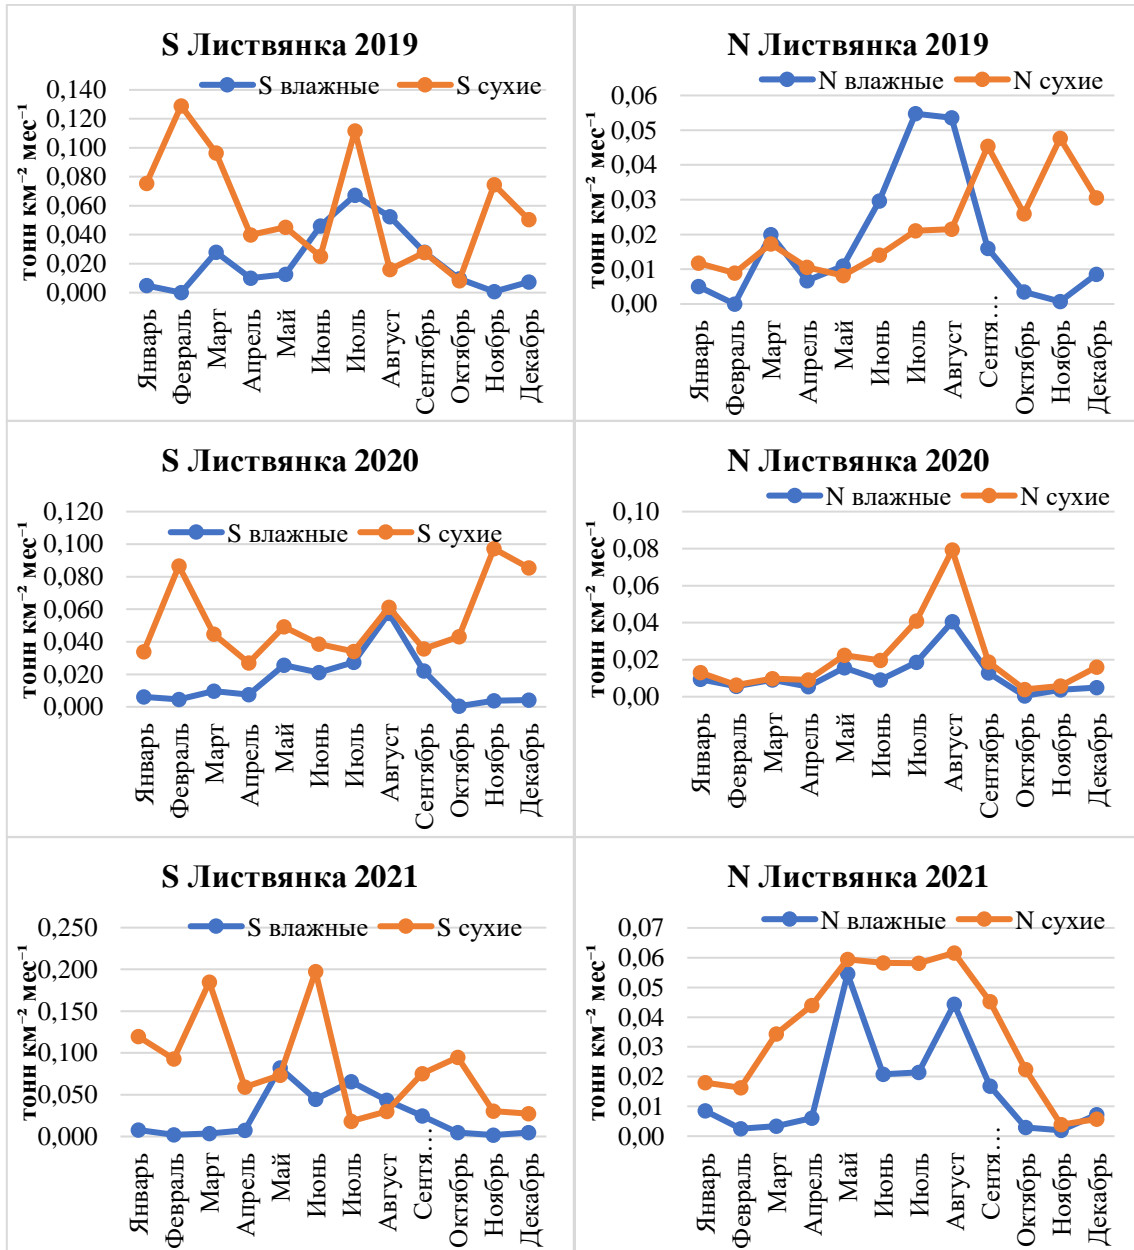 S Листвянка 2019
S влажные S сухие
тонн км⁻² мес⁻¹
0,140
0,120
0,100
0,080
0,060
0,040
0,020
0,000
Январь
Февраль
Март
Апрель
Май
Июнь
Июль
Август
Сентябрь
Октябрь
Ноябрь
Декабрь
N Листвянка 2019
N влажные N сухие
тонн км⁻² мес⁻¹
0,06
0,05
0,04
0,03
0,02
0,01
0,00
Январь
Февраль
Март
Апрель
Май
Июнь
Июль
Август
Сентя…
Октябрь
Ноябрь
Декабрь
S Листвянка 2020
S влажные S сухие
тонн км⁻² мес⁻¹
0,120
0,100
0,080
0,060
0,040
0,020
0,000
Январь
Февраль
Март
Апрель
Май
Июнь
Июль
Август
Сентябрь
Октябрь
Ноябрь
Декабрь
N Листвянка 2020
N влажные N сухие
тонн км⁻² мес⁻¹
0,10
0,08
0,06
0,04
0,02
0,00
Январь
Февраль
Март
Апрель
Май
Июнь
Июль
Август
Сентябрь
Октябрь
Ноябрь
Декабрь
S Листвянка 2021
S влажные S сухие
тонн км⁻² мес⁻¹
0,250
0,200
0,150
0,100
0,050
0,000
Январь
Февраль
Март
Апрель
Май
Июнь
Июль
Август
Сентя…
Октябрь
Ноябрь
Декабрь
N Листвянка 2021
N влажные N сухие
тонн км⁻² мес⁻¹
0,07
0,06
0,05
0,04
0,03
0,02
0,01
0,00
Январь
Февраль
Март
Апрель
Май
Июнь
Июль
Август
Сентя…
Октябрь
Ноябрь
Декабрь